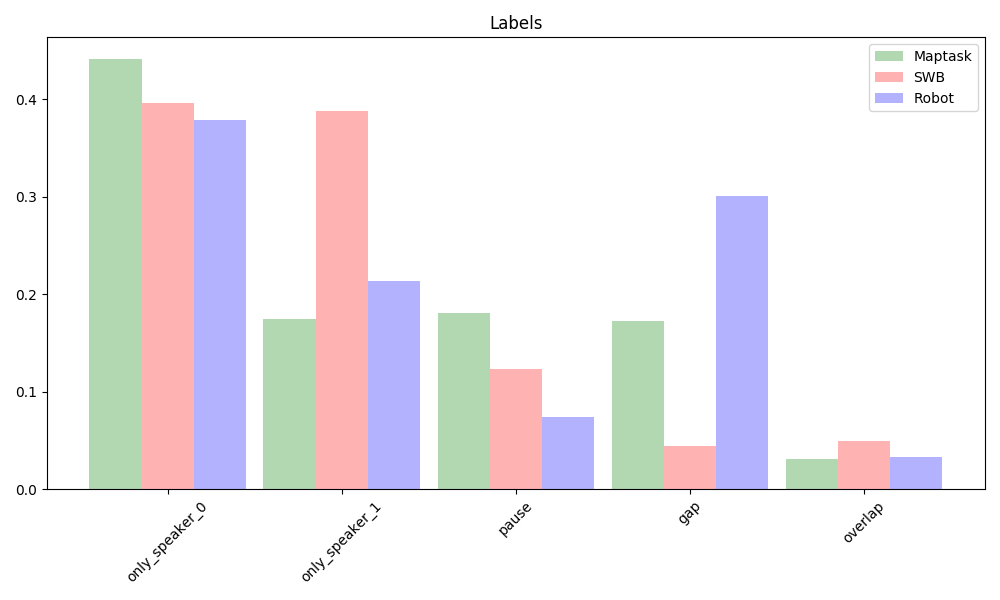 Labels
Maptask
SWB
Robot
0.4
0.3
0.2
0.1
0.0
only_speaker_0
only_speaker_1
pause
gap
overlap